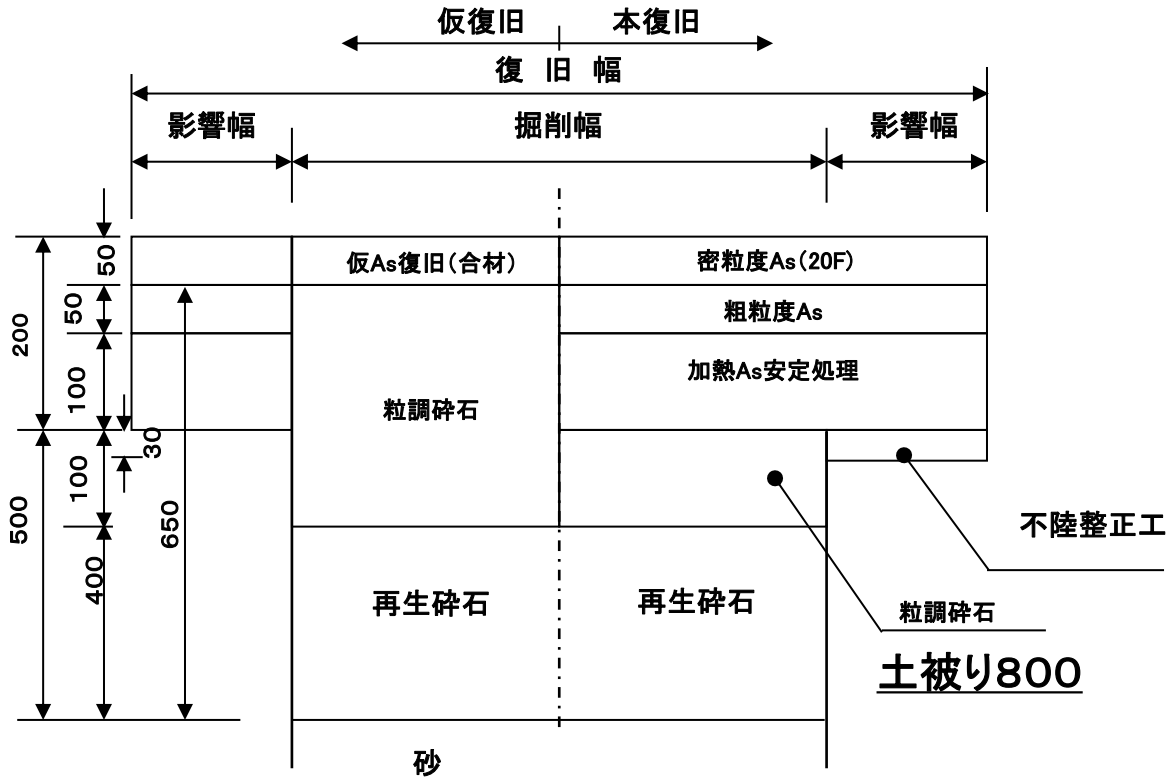 仮復旧
本復旧
復 旧 幅
影響幅
掘削幅
影響幅
50
仮As復旧(合材)
密粒度As(20F)
50
粗粒度As
200
100
加熱As安定処理
粒調砕石
30
100
500
650
不陸整正工
400
再生砕石
再生砕石
粒調砕石
土被り800
砂